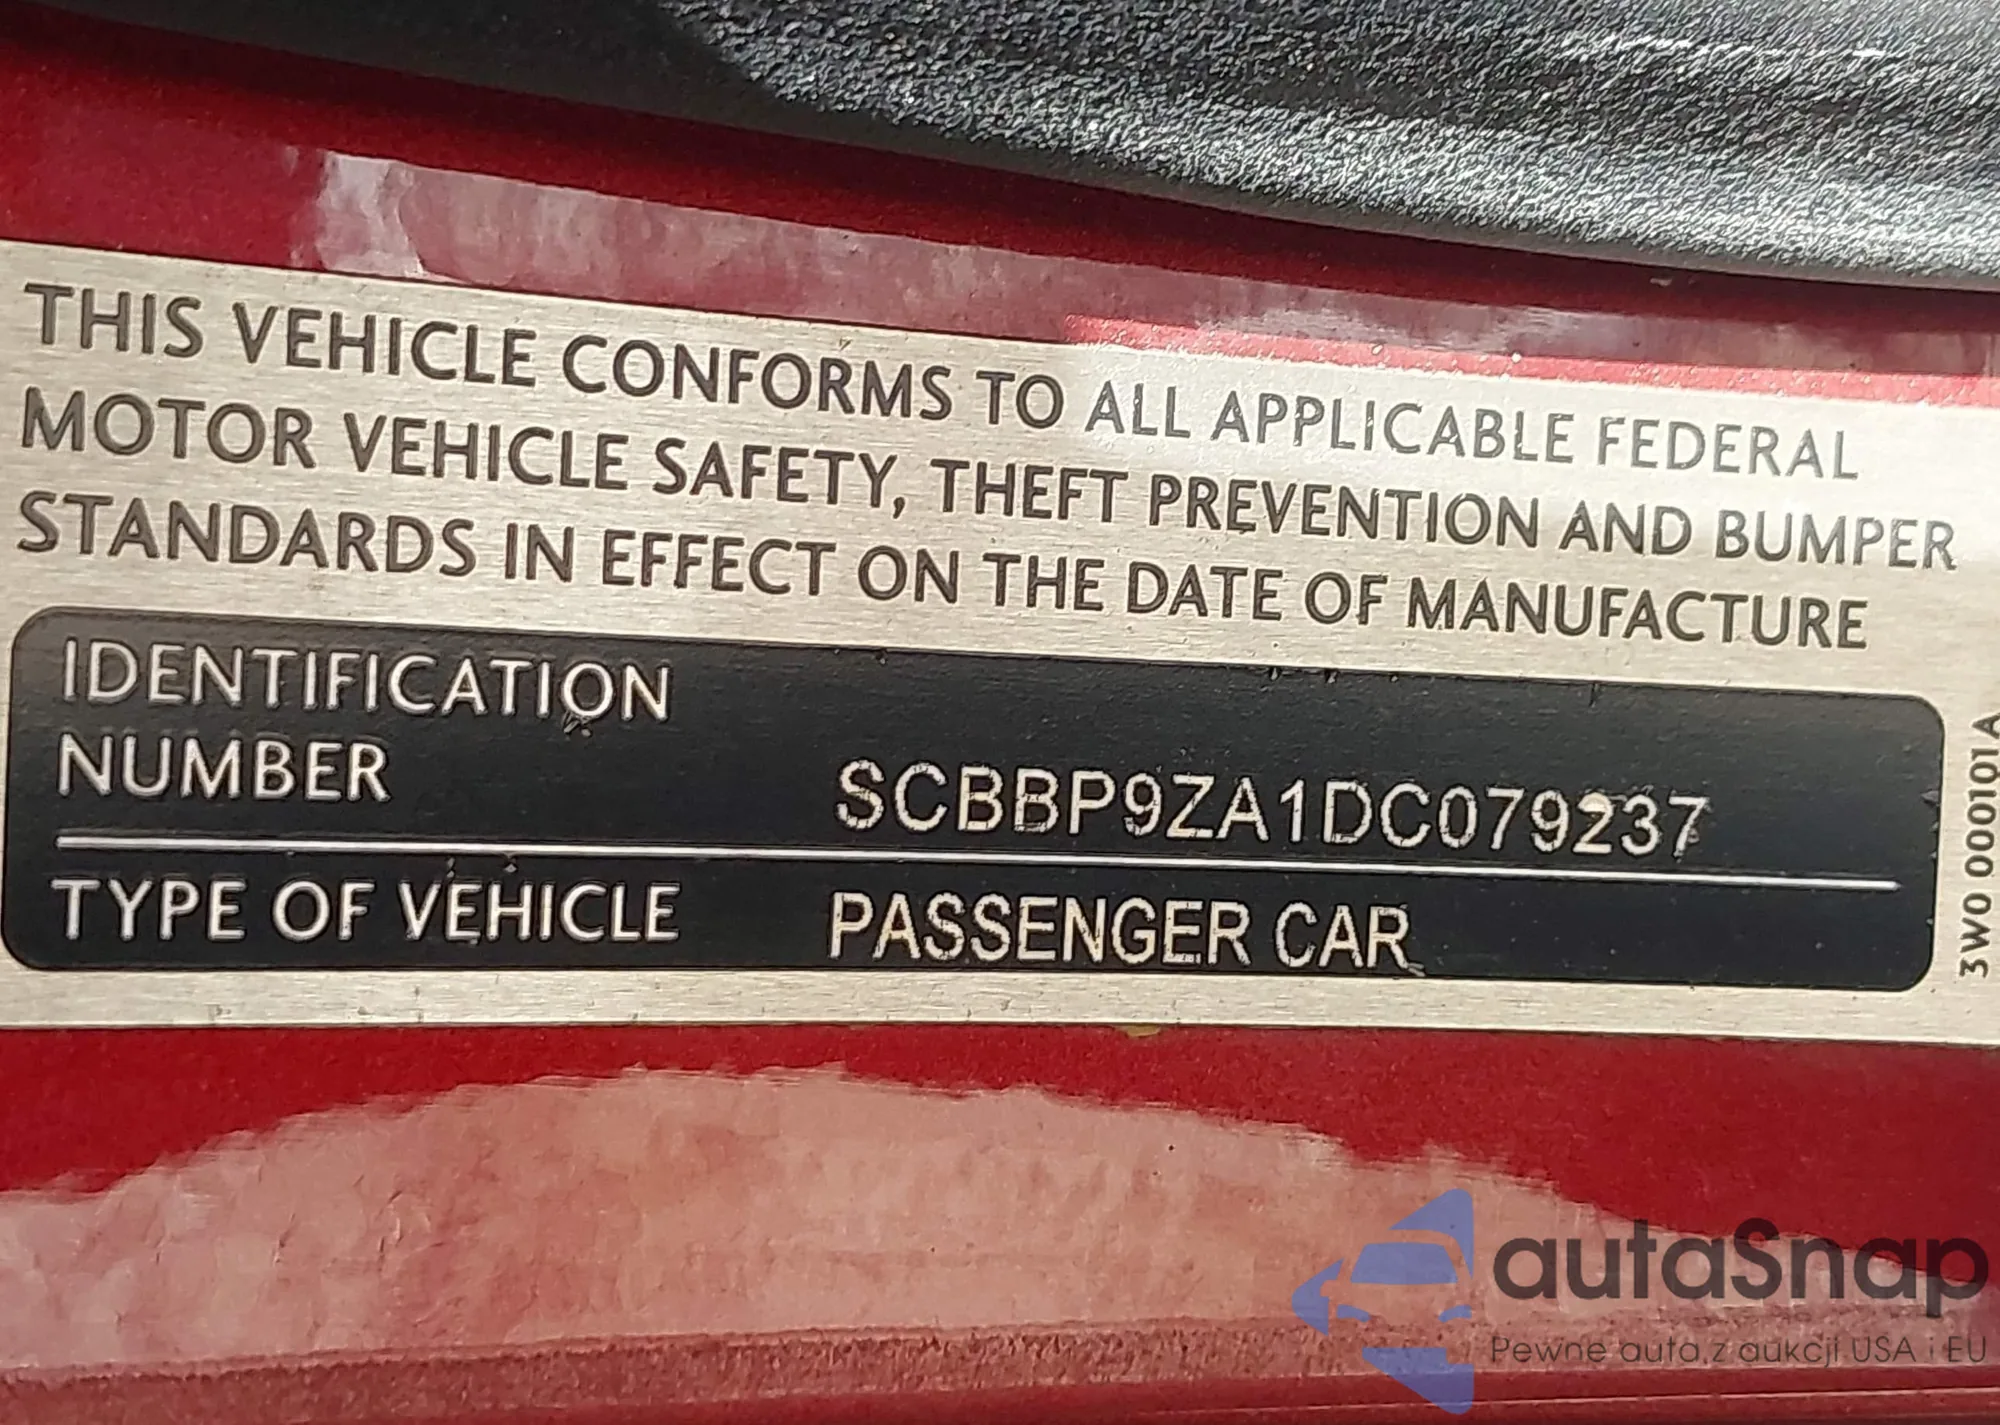 THIS VEHICLE CONFORMS TO ALL APPLICABLE FEDERAL
MOTOR VEHICLE SAFETY, THEFT PREVENTION AND BUMPER
STANDARDS IN EFFECT ON THE DATE OF MANUFACTURE
IDENTIFICATION
NUMBER SCBBP9ZA1DC079237
TYPE OF VEHICLE PASSENGER CAR
3W0 000101A
autaSnap
Pewne auta z aukcji USA i EU